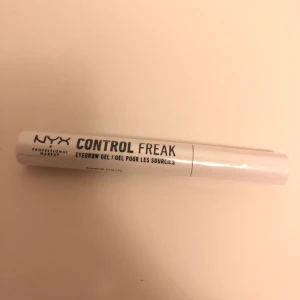 NYX
PROFESSIONAL MAKEUP
CONTROL FREAK
EYEBROW GEL / GEL POUR LES SOURCILS